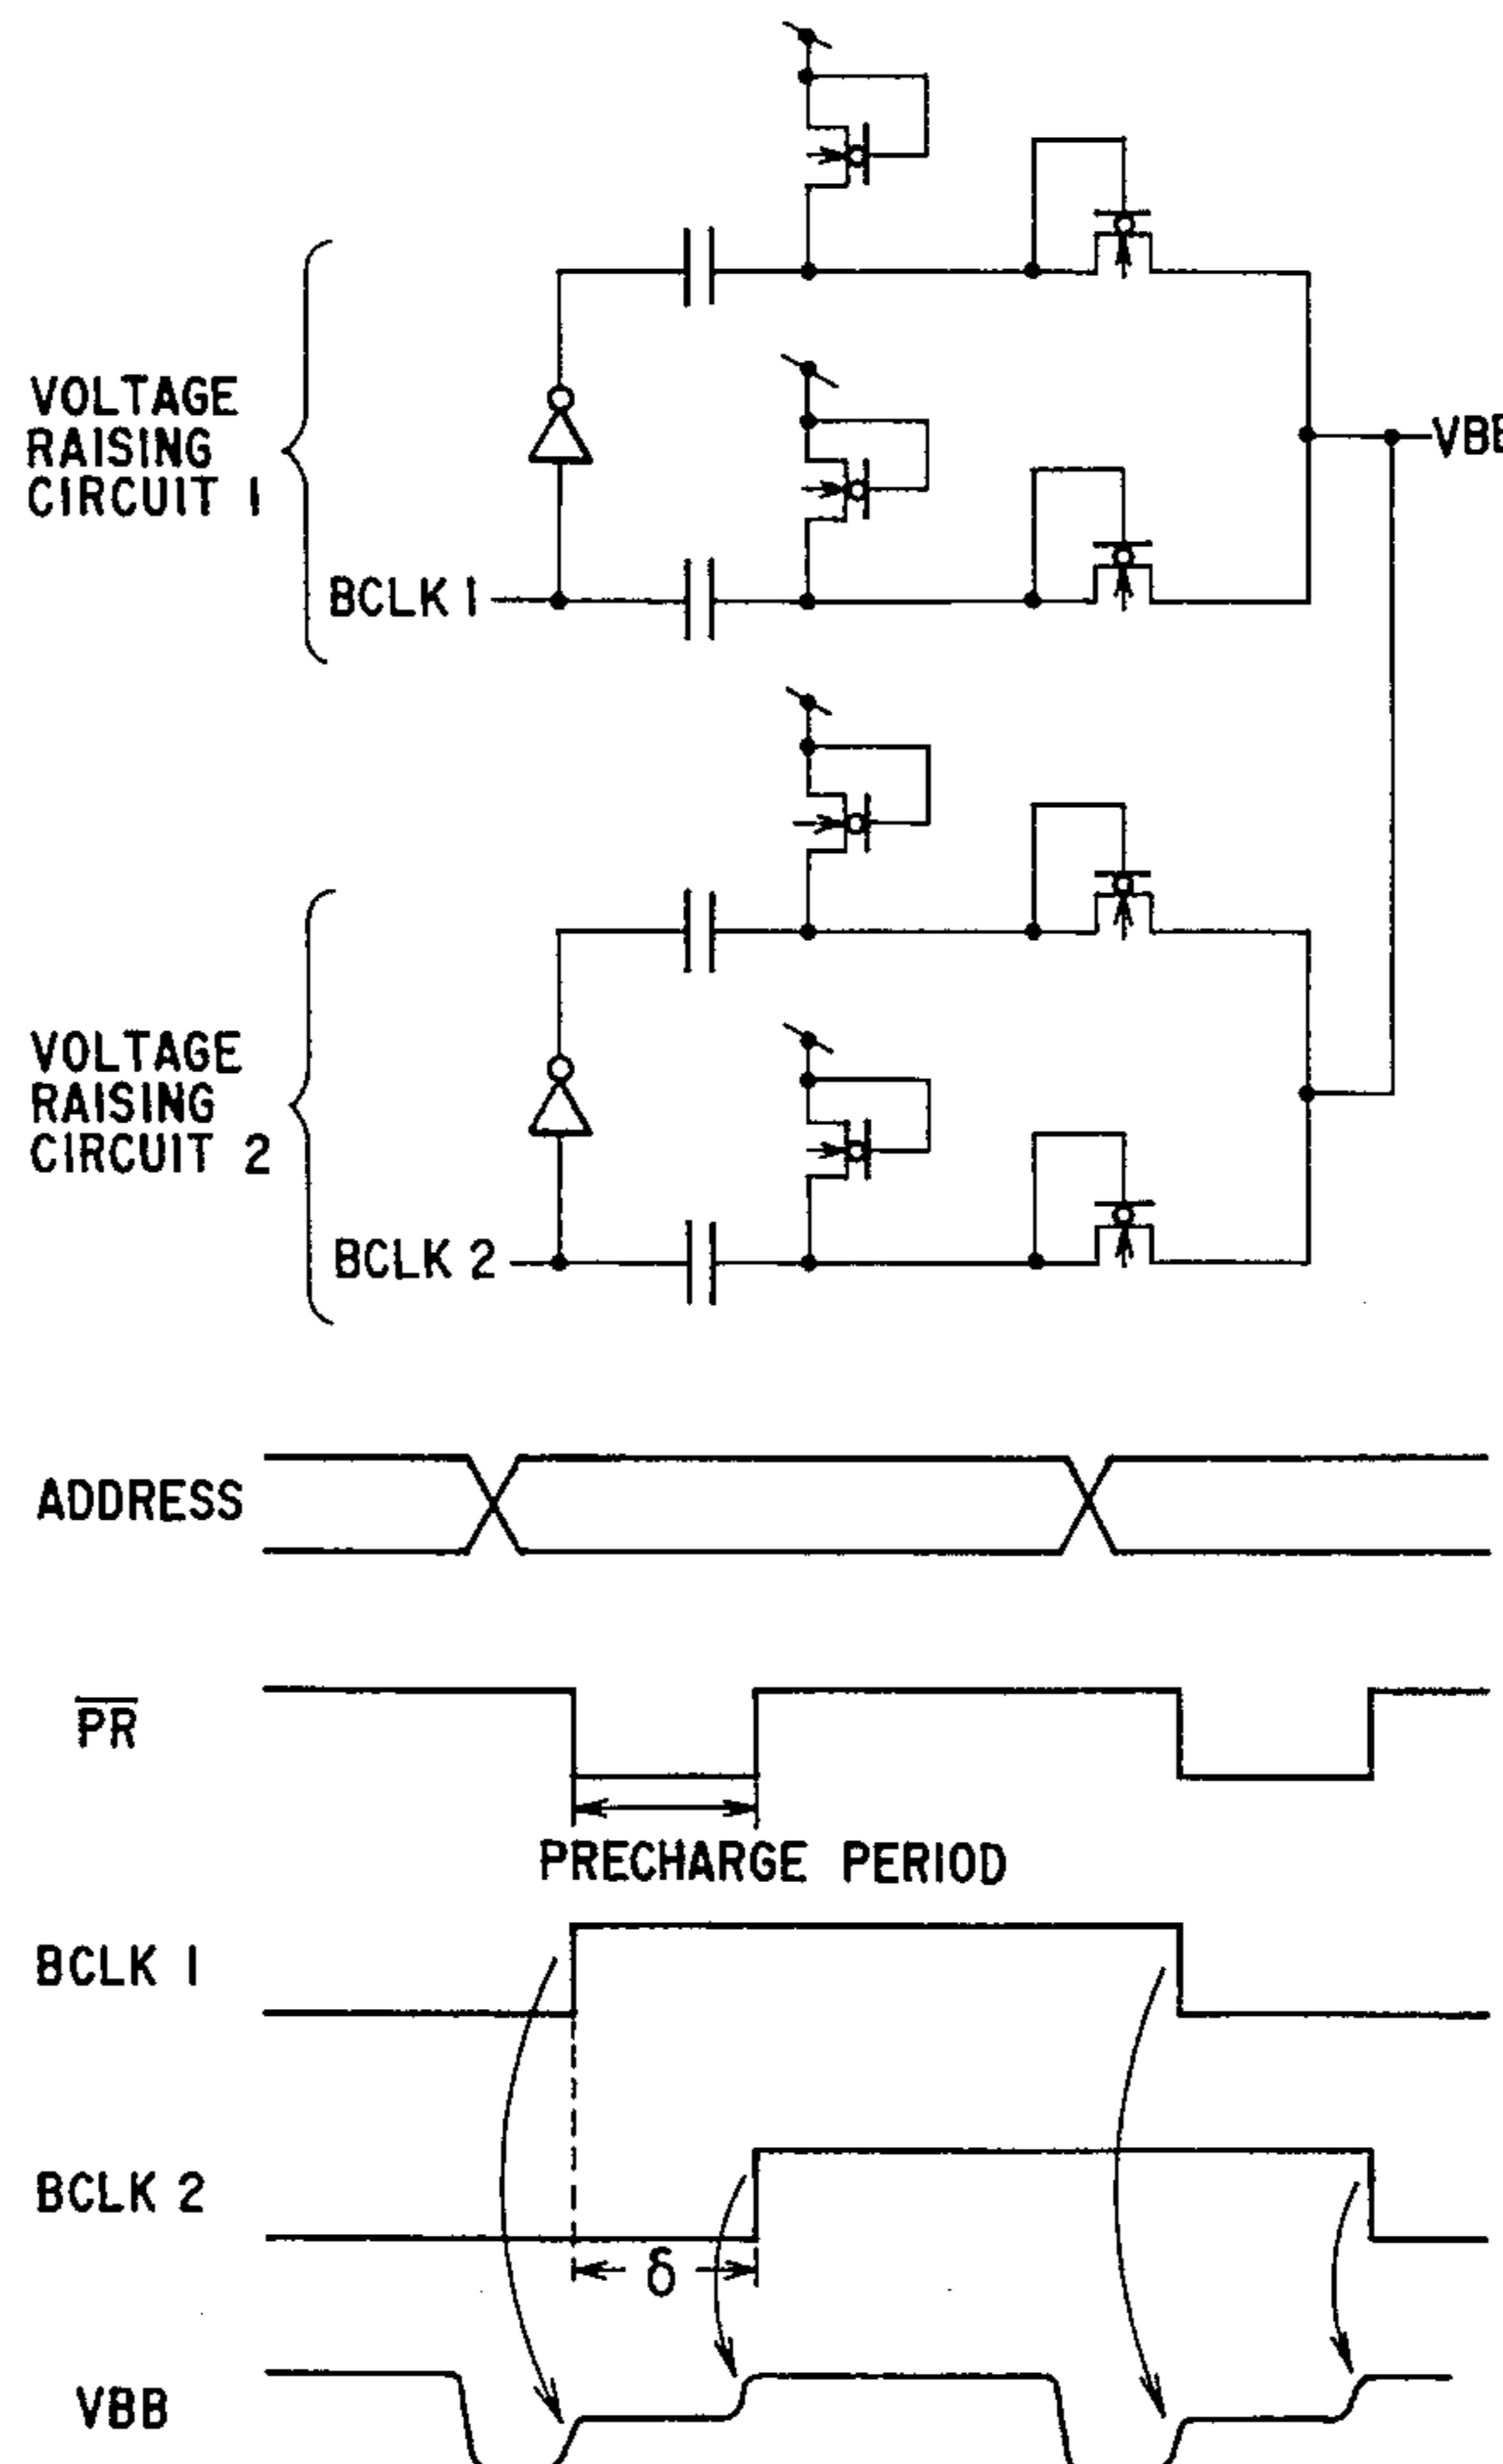 VOLTAGE
RAISING
CIRCUIT 1
VBB
BCLK 1
VOLTAGE
RAISING
CIRCUIT 2
BCLK 2
ADDRESS
PR
PRECHARGE PERIOD
BCLK 1
BCLK 2
δ
VBB